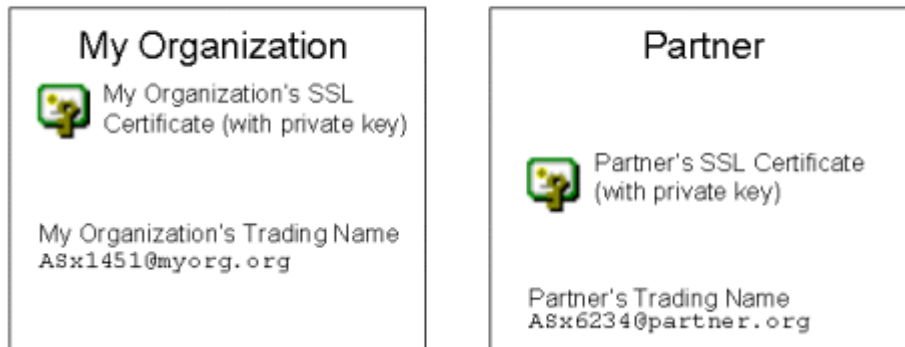 My Organization
My Organization's SSL
Certificate (with private key)
My Organization's Trading Name
ASx1451@myorg.org
Partner
Partner's SSL Certificate
(with private key)
Partner's Trading Name
ASx6234@partner.org